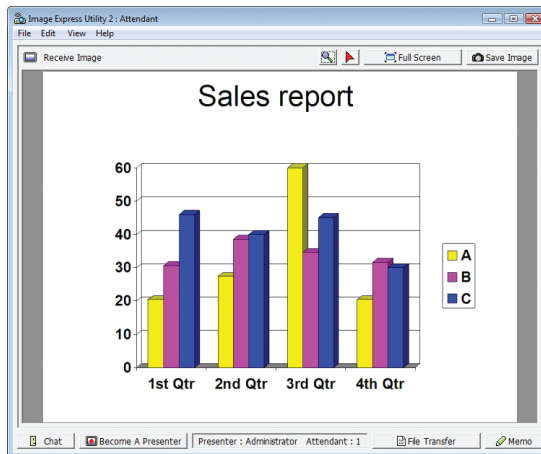 Image Express Utility 2 : Attendant
File Edit View Help
Receive Image Full Screen Save Image
Sales report
60
50
40
30
20
10
0
1st Qtr 2nd Qtr 3rd Qtr 4th Qtr
A
B
C
Chat Become A Presenter Presenter : Administrator Attendant : 1 File Transfer Memo